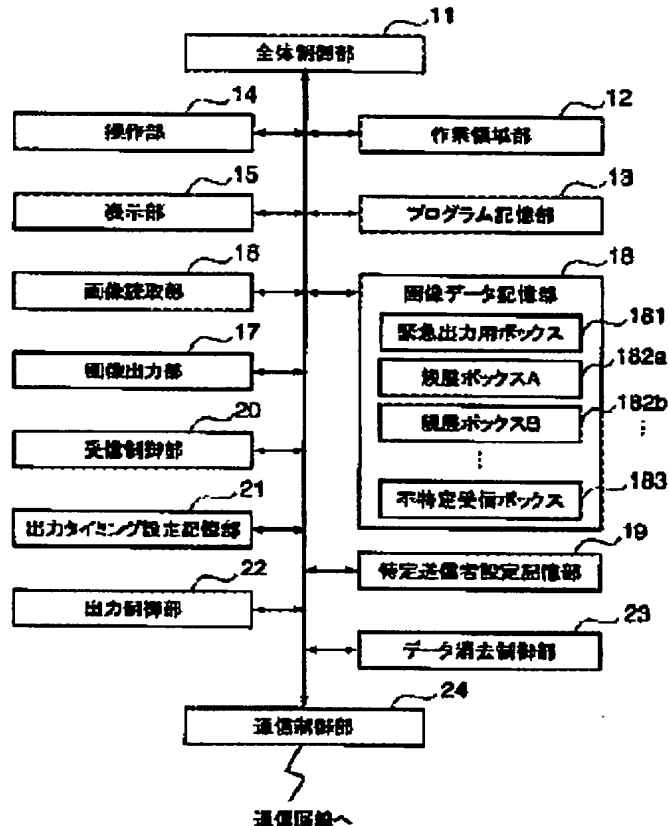 11
全体制御部
14
操作部
12
作業領域部
15
表示部
13
プログラム記憶部
16
画像読取部
18
画像データ記憶部
緊急出力用ボックス
181
親展ボックスA
182a
親展ボックスB
182b
不特定受信ボックス
183
17
画像出力部
20
受信制御部
21
出力タイミング設定記憶部
19
特定送信者設定記憶部
22
出力制御部
23
データ消去制御部
24
通信制御部
通信回線へ